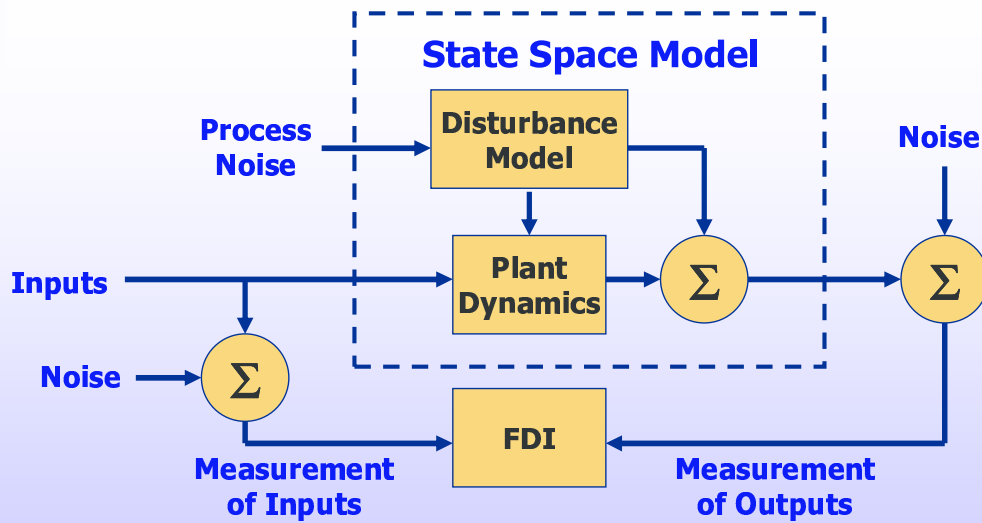 State Space Model
Process
Noise
Disturbance
Model
Noise
Inputs
Plant
Dynamics
Σ
Σ
Noise
Σ
FDI
Measurement
of Inputs
Measurement
of Outputs